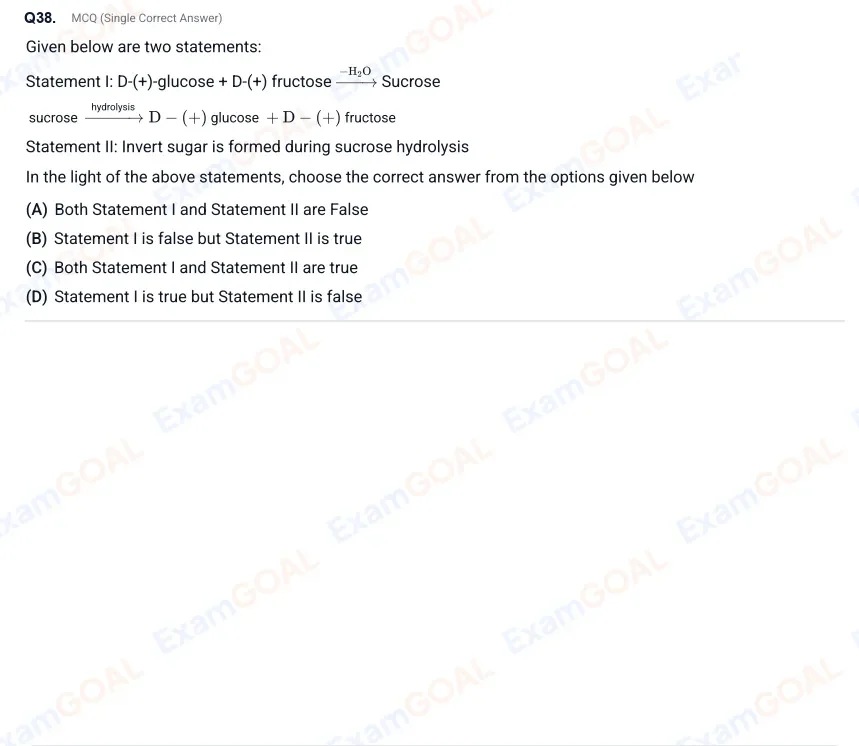 Q38. MCQ (Single Correct Answer)
Given below are two statements:
Statement I: D-(+)-glucose + D-(+) fructose \xrightarrow{-H₂O} Sucrose
sucrose \xrightarrow{hydrolysis} D − (+) glucose + D − (+) fructose
Statement II: Invert sugar is formed during sucrose hydrolysis
In the light of the above statements, choose the correct answer from the options given below
(A) Both Statement I and Statement II are False
(B) Statement I is false but Statement II is true
(C) Both Statement I and Statement II are true
(D) Statement I is true but Statement II is false
ExamGOAL